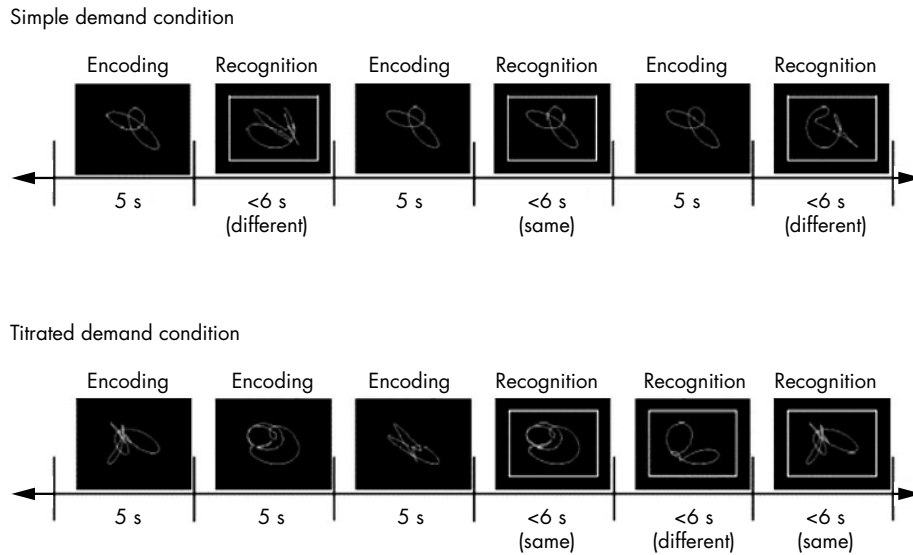 Simple demand condition
Encoding Recognition Encoding Recognition Encoding Recognition
5 s <6 s 5 s <6 s 5 s <6 s
(different) (same) (different)
Titrated demand condition
Encoding Encoding Encoding Recognition Recognition Recognition
5 s 5 s 5 s <6 s <6 s <6 s
(same) (different) (same)